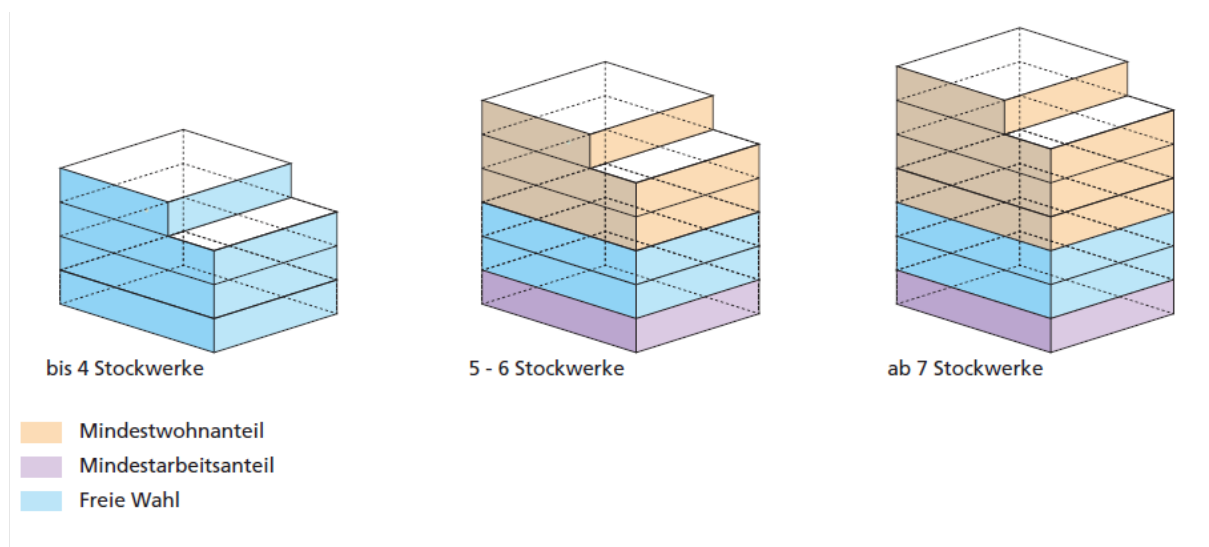 bis 4 Stockwerke
5 - 6 Stockwerke
ab 7 Stockwerke
Mindestwohnanteil
Mindestarbeitsanteil
Freie Wahl